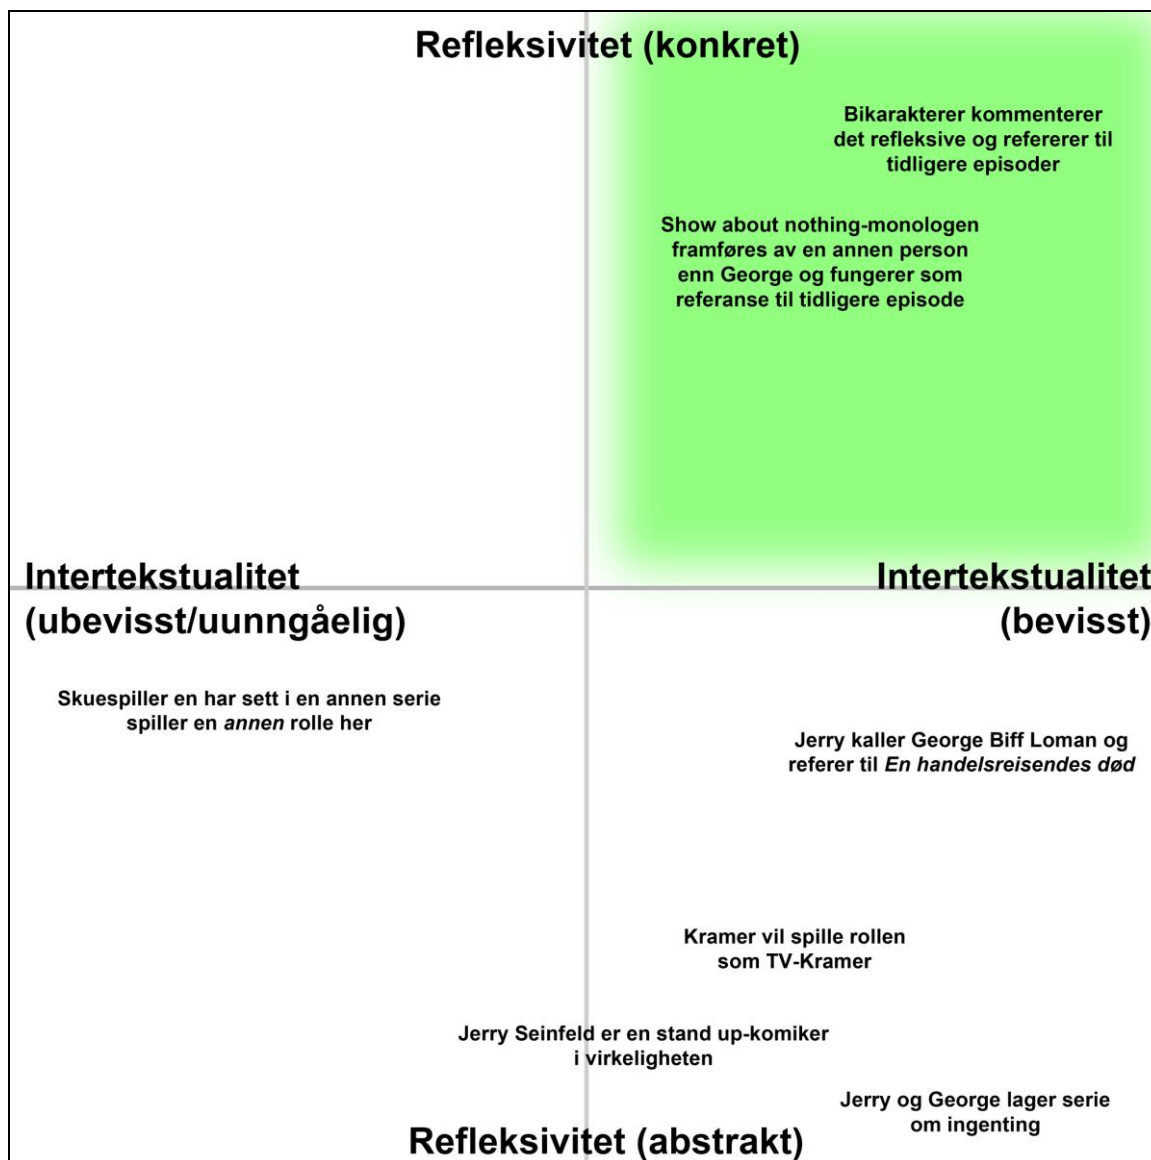 Refleksivitet (konkret)
Bikarakterer kommenterer
det refleksive og refererer til
tidligere episoder
Show about nothing-monologen
framføres av en annen person
enn George og fungerer som
referanse til tidligere episode
Intertekstualitet
(ubevisst/uunngåelig)
Intertekstualitet
(bevisst)
Skuespiller en har sett i en annen serie
spiller en annen rolle her
Jerry kaller George Biff Loman og
referer til En handelsreisendes død
Kramer vil spille rollen
som TV-Kramer
Jerry Seinfeld er en stand up-komiker
i virkeligheten
Jerry og George lager serie
om ingenting
Refleksivitet (abstrakt)